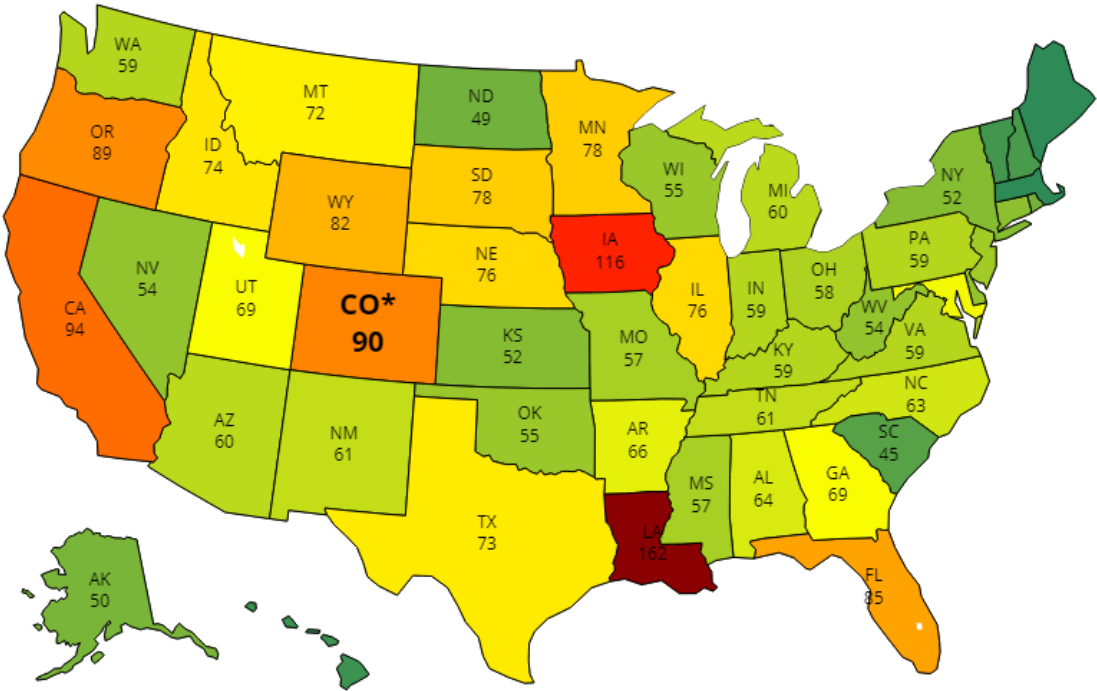 WA
59
MT
72
ND
49
OR
89
ID
74
MN
78
SD
78
WI
55
MI
60
NY
52
WY
82
IA
116
NE
76
PA
59
NV
54
UT
69
CO*
90
CA
94
IL
76
IN
59
OH
58
WV
54
VA
59
KS
52
MO
57
KY
59
NC
63
TN
61
AZ
60
NM
61
OK
55
AR
66
SC
45
MS
57
AL
64
GA
69
TX
73
LA
162
FL
85
AK
50